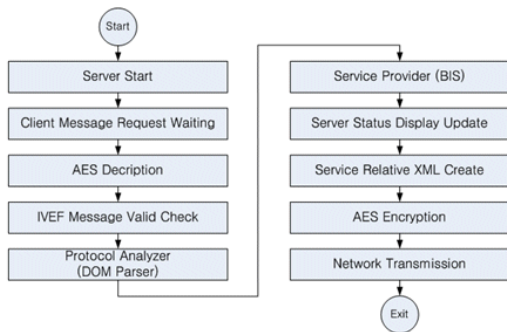 Start
Server Start
Client Message Request Waiting
AES Decription
IVEF Message Valid Check
Protocol Analyzer
(DOM Parser)
Service Provider (BIS)
Server Status Display Update
Service Relative XML Create
AES Encryption
Network Transmission
Exit